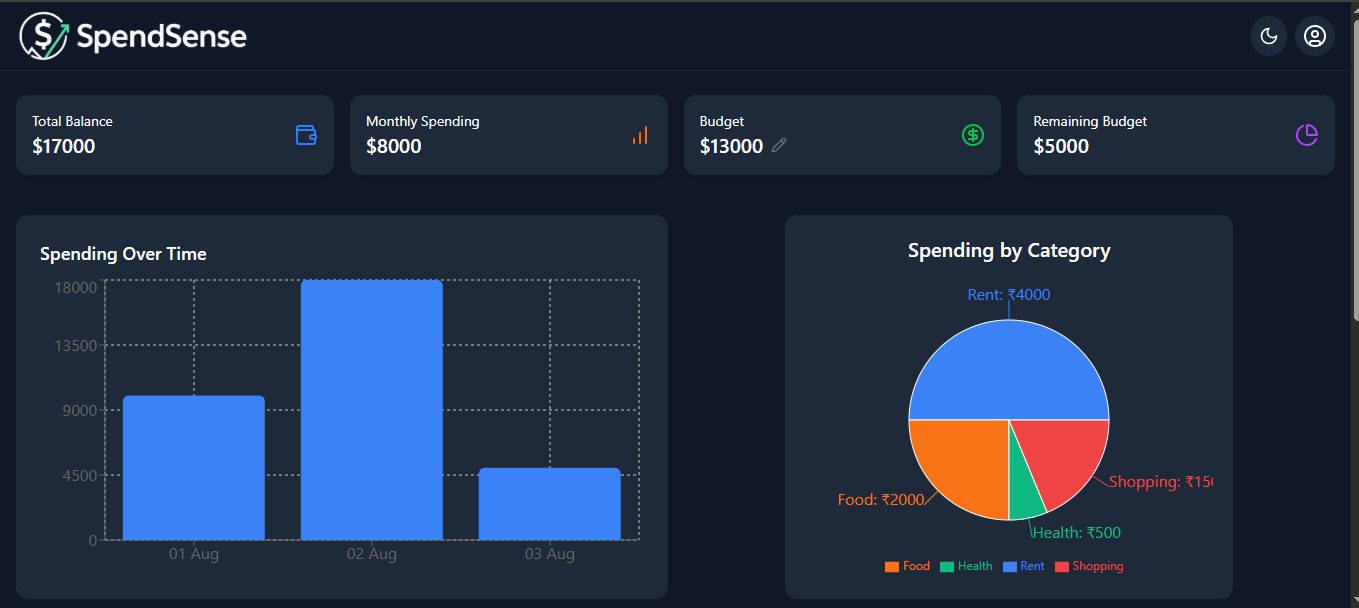 SpendSense
Total Balance
$17000
Monthly Spending
$8000
Budget
$13000
Remaining Budget
$5000
Spending Over Time
18000
13500
9000
4500
0
01 Aug
02 Aug
03 Aug
Spending by Category
Rent: ₹4000
Shopping: ₹150
Food: ₹2000
Health: ₹500
Food
Health
Rent
Shopping